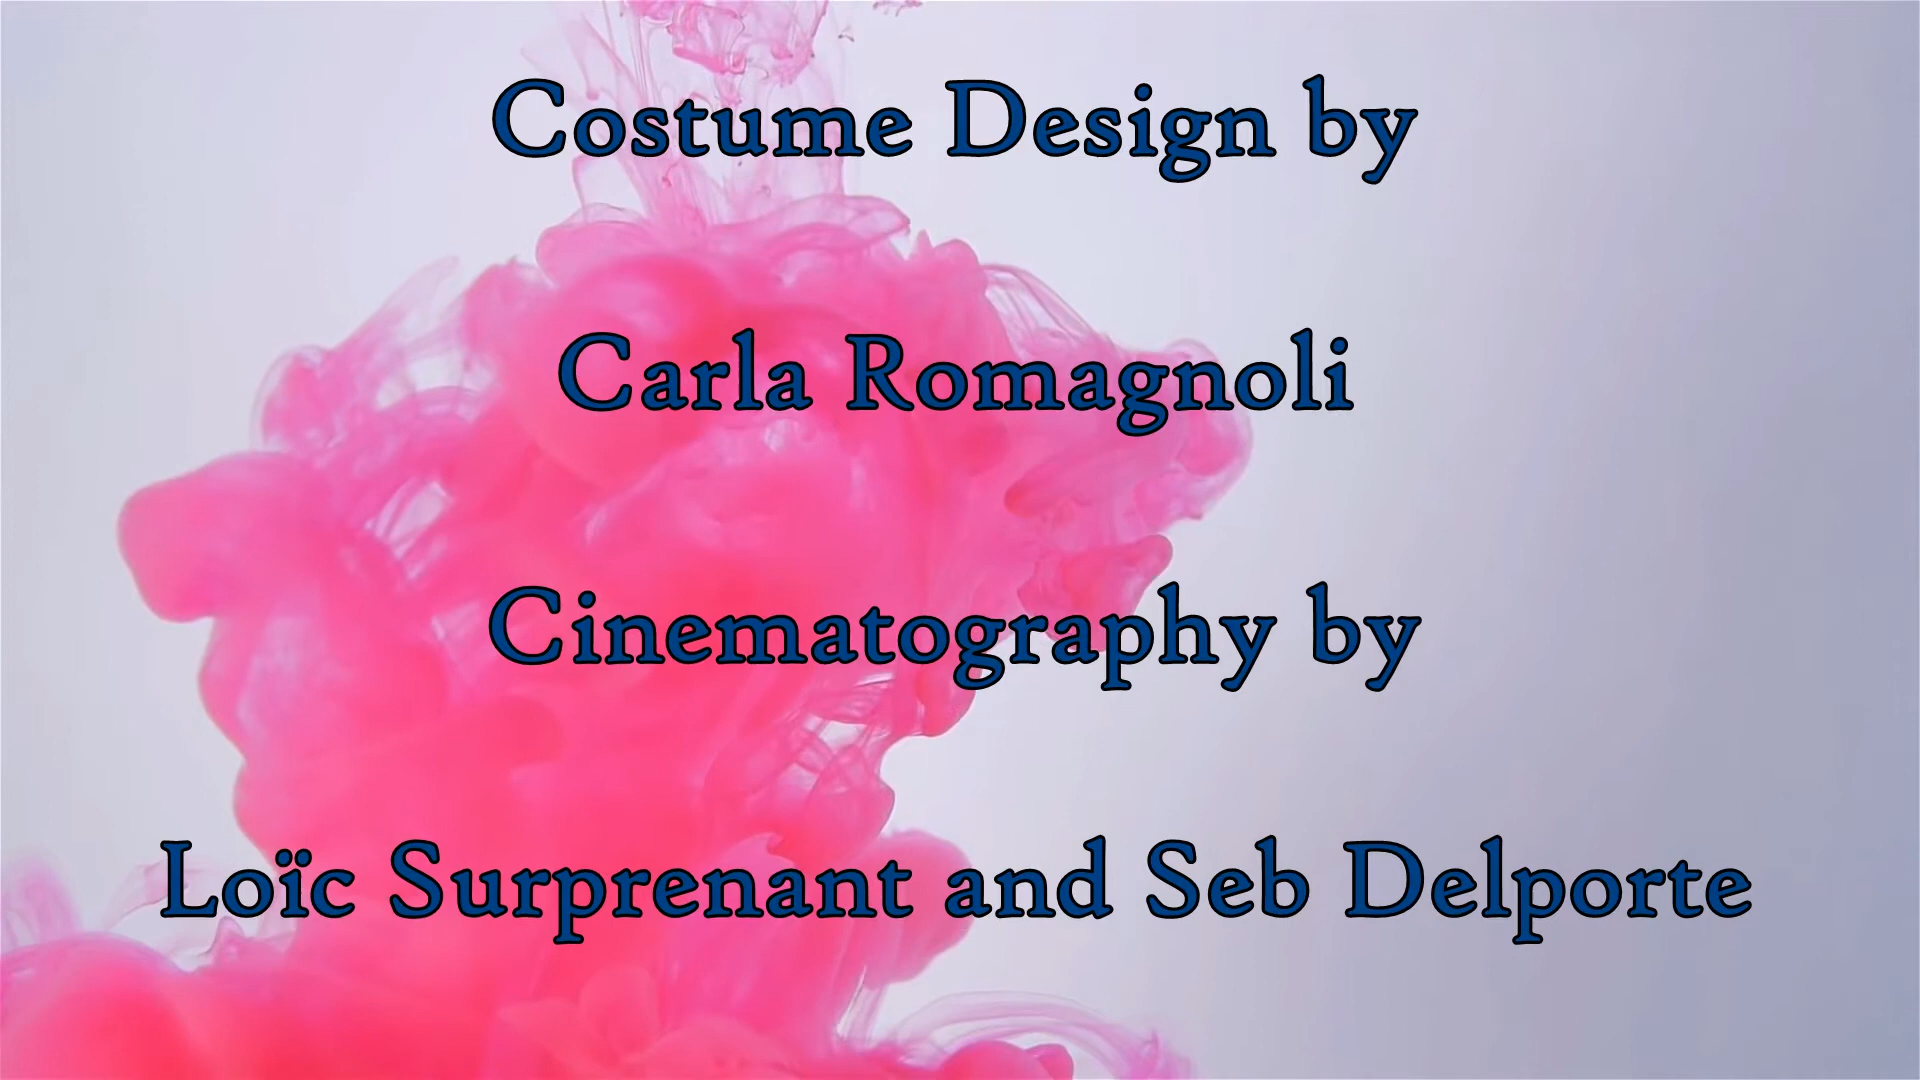 Costume Design by
Carla Romagnoli
Cinematography by
Loïc Surprenant and Seb Delporte